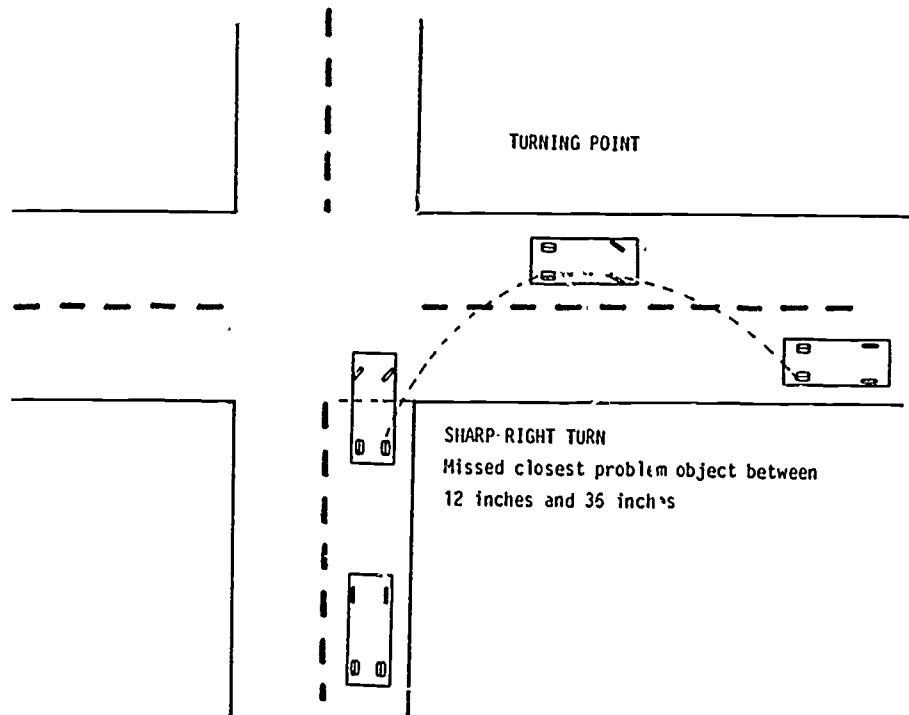 TURNING POINT
SHARP-RIGHT TURN
Missed closest problem object between
12 inches and 36 inches